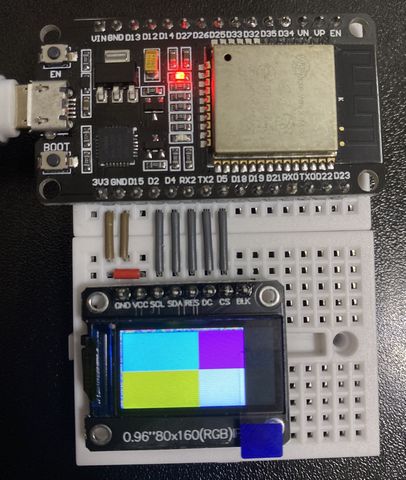 VIN GND D13 D12 D14 D27 D26 D25 D33 D32 D35 D34 VN VP EN
EN
BOOT
3V3 GND D15 D2 D4 RX2 TX2 D5 D18 D19 D21 RX0 TX0 D22 D23
GND VCC SCL SDA RES DC CS BLK
0.96"80x160(RGB)